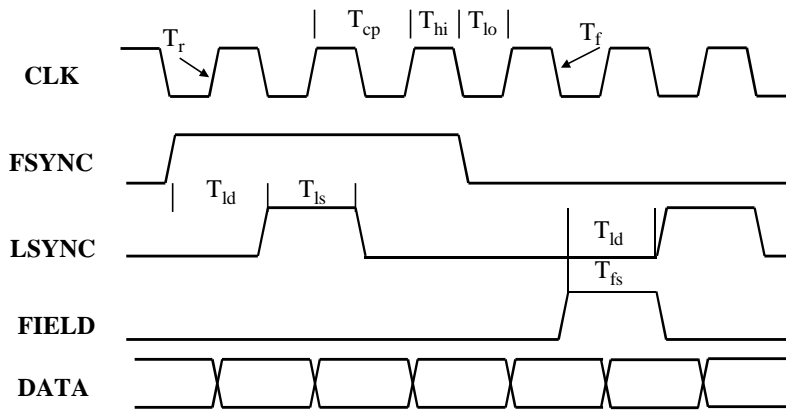 T_cp T_hi T_lo
T_r T_f
CLK
FSYNC
T_ld T_ls
LSYNC T_ld
T_fs
FIELD
DATA